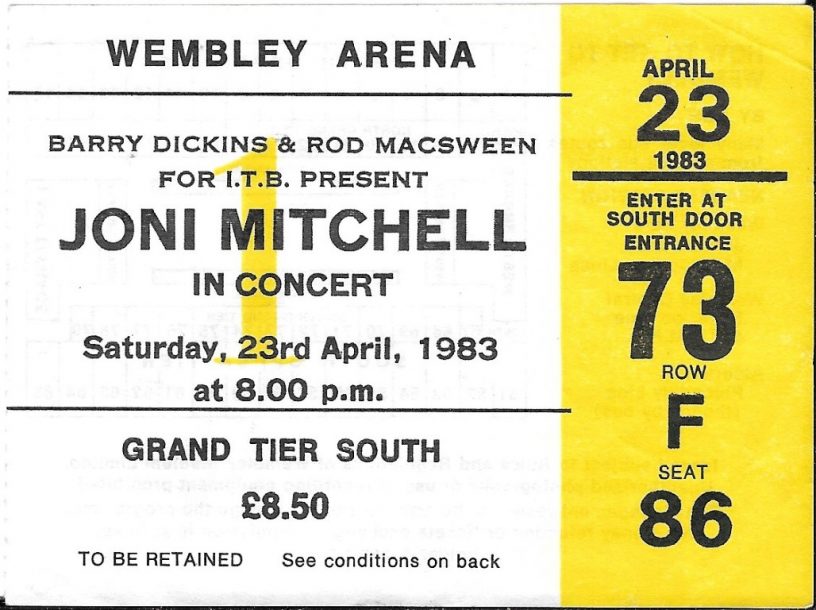 WEMBLEY ARENA
BARRY DICKINS & ROD MACSWEEN
FOR I.T.B. PRESENT
JONI MITCHELL
IN CONCERT
Saturday, 23rd April, 1983
at 8.00 p.m.
1
GRAND TIER SOUTH
£8.50
TO BE RETAINED See conditions on back
APRIL
23
1983
ENTER AT
SOUTH DOOR
ENTRANCE
73
ROW
F
SEAT
86